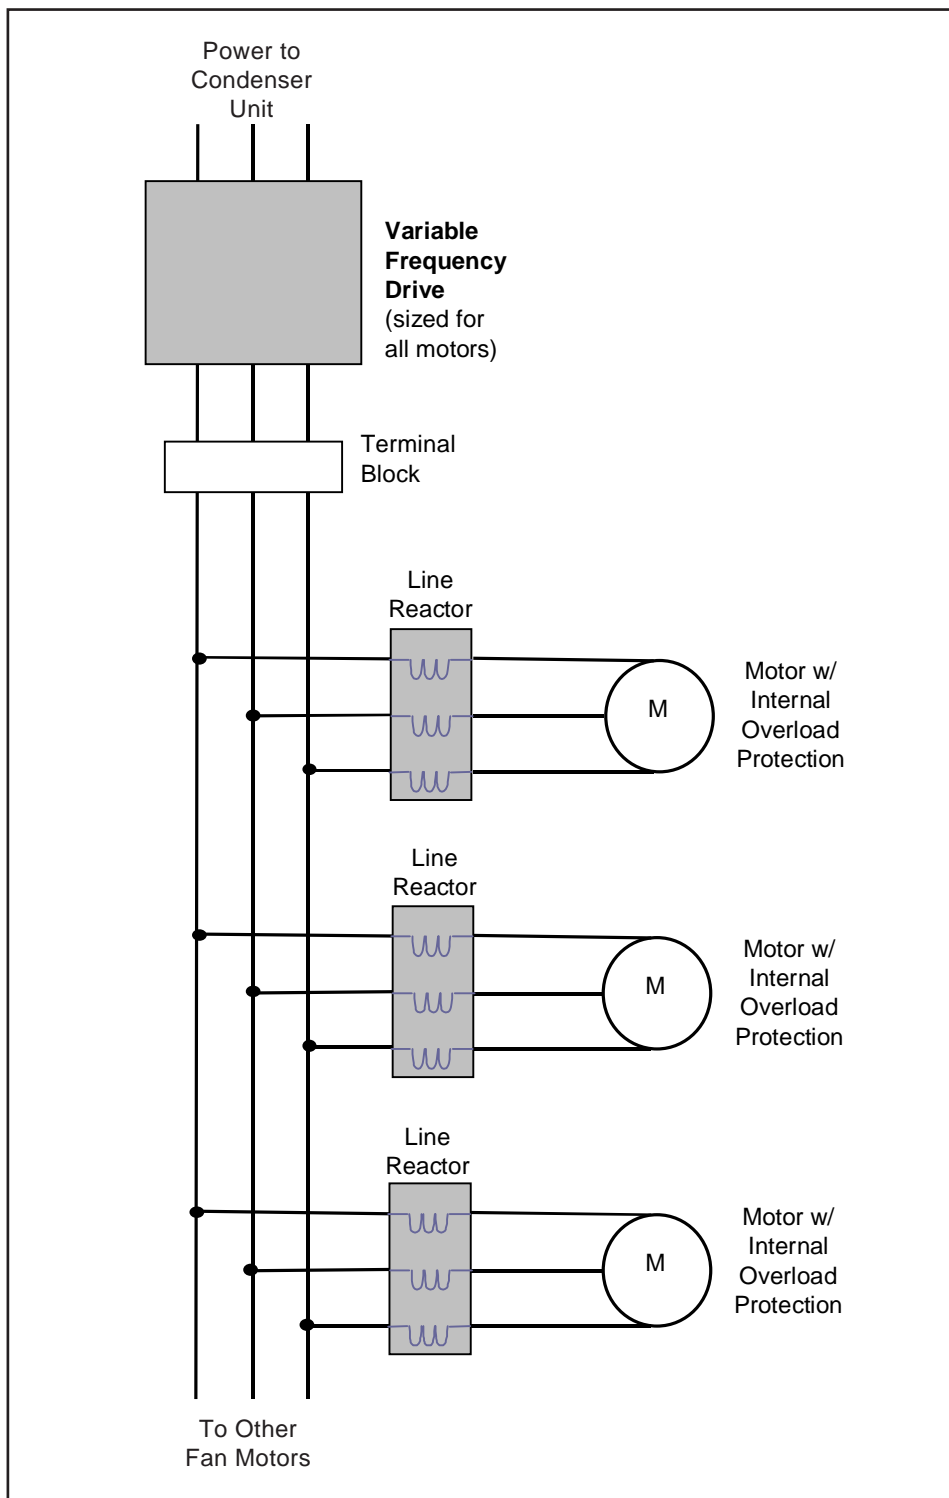 Power to
Condenser
Unit
Variable
Frequency
Drive
(sized for
all motors)
Terminal
Block
Line
Reactor
M
Motor w/
Internal
Overload
Protection
Line
Reactor
M
Motor w/
Internal
Overload
Protection
Line
Reactor
M
Motor w/
Internal
Overload
Protection
To Other
Fan Motors